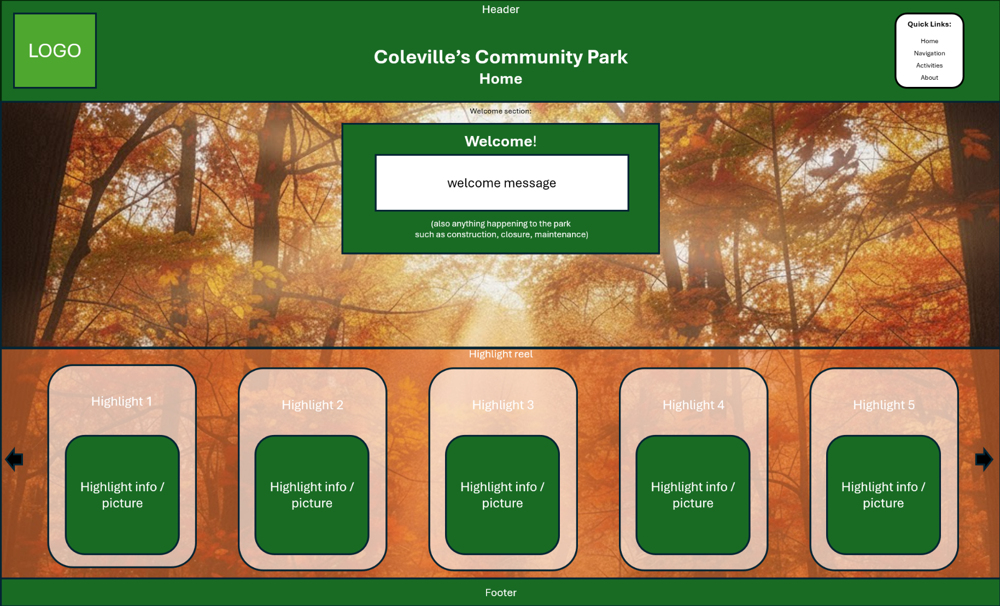 Header
LOGO
Coleville’s Community Park
Home
Quick Links:
Home
Navigation
Activities
About
Welcome section:
Welcome!
welcome message
(also anything happening to the park
such as construction, closure, maintenance)
Highlight reel
Highlight 1
Highlight info /
picture
Highlight 2
Highlight info /
picture
Highlight 3
Highlight info /
picture
Highlight 4
Highlight info /
picture
Highlight 5
Highlight info /
picture
Footer